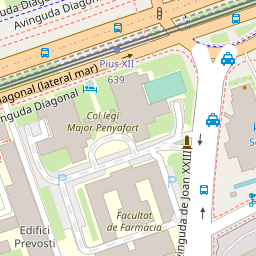 Diagonal
Avinguda Diagonal
Pius XII
639
Diagonal (lateral mar)
Avinguda Diagonal
Col·legi
Major Penyafort
Avinguda de Joan XXIII
Edifici
Prevosti
Facultat
de Farmàcia